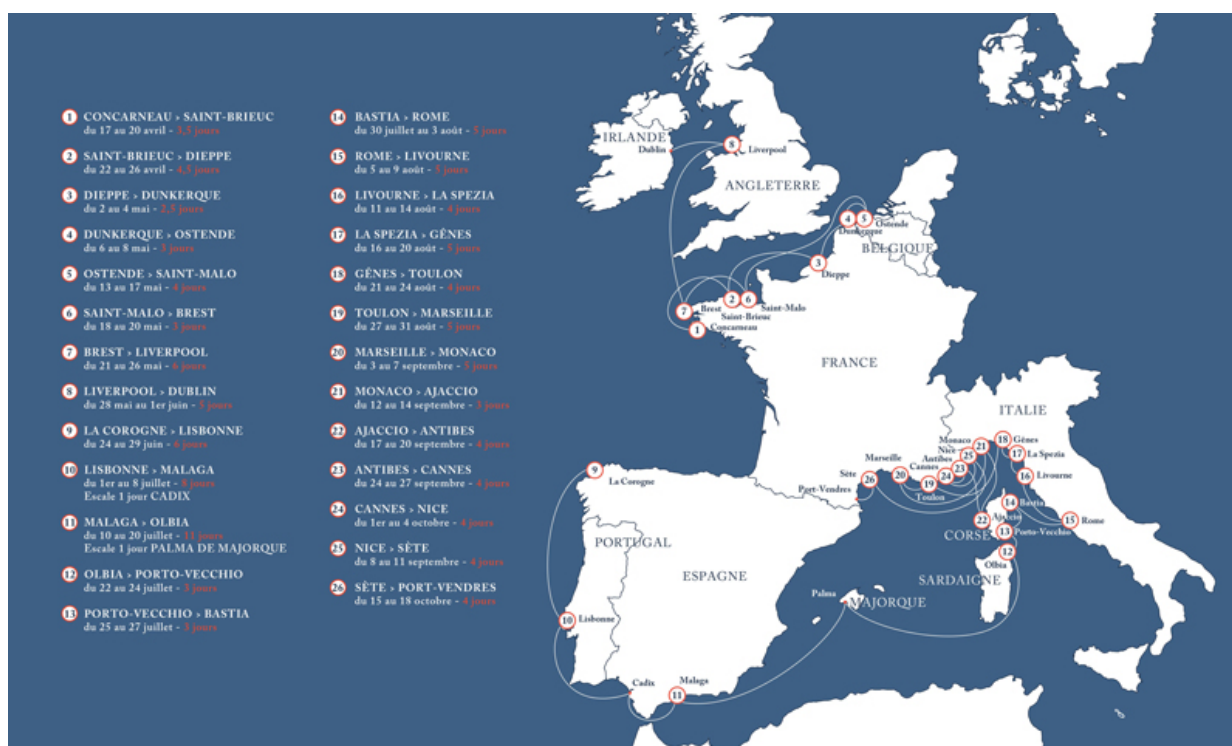 1 CONCARNEAU > SAINT-BRIEUC
du 17 au 20 avril - 3,5 jours
2 SAINT-BRIEUC > DIEPPE
du 22 au 26 avril - 4,5 jours
3 DIEPPE > DUNKERQUE
du 2 au 4 mai - 2,5 jours
4 DUNKERQUE > OSTENDE
du 6 au 8 mai - 3 jours
5 OSTENDE > SAINT-MALO
du 13 au 17 mai - 4 jours
6 SAINT-MALO > BREST
du 18 au 20 mai - 3 jours
7 BREST > LIVERPOOL
du 21 au 26 mai - 6 jours
8 LIVERPOOL > DUBLIN
du 28 mai au 1er juin - 5 jours
9 LA COROGNE > LISBONNE
du 24 au 29 juin - 6 jours
10 LISBONNE > MALAGA
du 1er au 8 juillet - 8 jours
Escale 1 jour CADIX
11 MALAGA > OLBIA
du 10 au 20 juillet - 11 jours
Escale 1 jour PALMA DE MAJORQUE
12 OLBIA > PORTO-VECCHIO
du 22 au 24 juillet - 3 jours
13 PORTO-VECCHIO > BASTIA
du 25 au 27 juillet - 3 jours
14 BASTIA > ROME
du 30 juillet au 3 août - 5 jours
15 ROME > LIVOURNE
du 5 au 9 août - 5 jours
16 LIVOURNE > LA SPEZIA
du 11 au 14 août - 4 jours
17 LA SPEZIA > GÊNES
du 16 au 20 août - 5 jours
18 GÊNES > TOULON
du 21 au 24 août - 4 jours
19 TOULON > MARSEILLE
du 27 au 31 août - 5 jours
20 MARSEILLE > MONACO
du 3 au 7 septembre - 5 jours
21 MONACO > AJACCIO
du 12 au 14 septembre - 3 jours
22 AJACCIO > ANTIBES
du 17 au 20 septembre - 4 jours
23 ANTIBES > CANNES
du 24 au 27 septembre - 4 jours
24 CANNES > NICE
du 1er au 4 octobre - 4 jours
25 NICE > SÈTE
du 8 au 11 septembre - 4 jours
26 SÈTE > PORT-VENDRES
du 15 au 18 octobre - 4 jours
IRLANDE
Dublin
8
Liverpool
ANGLETERRE
4
5
Ostende
Dunkerque
BELGIQUE
3
Dieppe
2
6
Saint-Malo
7
Brest
Saint-Brieuc
1
Concarneau
FRANCE
ITALIE
Monaco
21
18
Gênes
Nice
25
17
La Spezia
Marseille
Antibes
Cannes
23
Sète
26
20
24
16
Livourne
Port-Vendres
19
Toulon
9
La Corogne
14
Bastia
Ajaccio
22
15
Rome
CORSE
13
Porto-Vecchio
12
Olbia
PORTUGAL
ESPAGNE
SARDAIGNE
Palma
MAJORQUE
10
Lisbonne
Cadix
Malaga
11